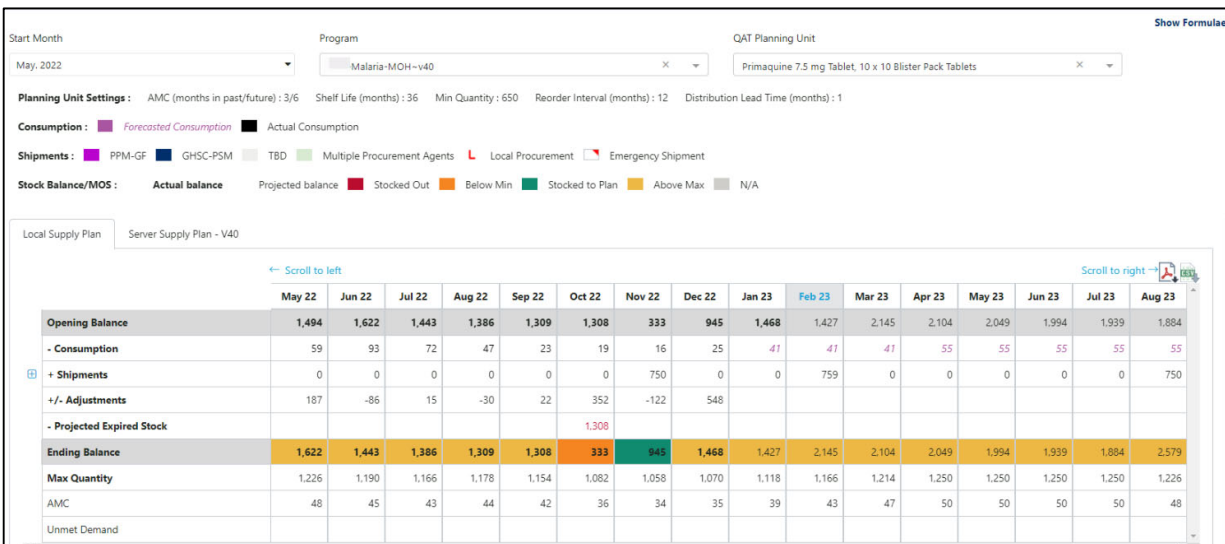 Show Formulae
Start Month Program QAT Planning Unit
May, 2022 Malaria-MOH~v40 × Primaquine 7.5 mg Tablet, 10 x 10 Blister Pack Tablets ×
Planning Unit Settings : AMC (months in past/future) : 3/6 Shelf Life (months) : 36 Min Quantity : 650 Reorder Interval (months) : 12 Distribution Lead Time (months) : 1
Consumption : Forecasted Consumption Actual Consumption
Shipments : PPM-GF GHSC-PSM TBD Multiple Procurement Agents L Local Procurement Emergency Shipment
Stock Balance/MOS : Actual balance Projected balance Stocked Out Below Min Stocked to Plan Above Max N/A
Local Supply Plan Server Supply Plan - V40
← Scroll to left Scroll to right → CSV
May 22 Jun 22 Jul 22 Aug 22 Sep 22 Oct 22 Nov 22 Dec 22 Jan 23 Feb 23 Mar 23 Apr 23 May 23 Jun 23 Jul 23 Aug 23
Opening Balance 1,494 1,622 1,443 1,386 1,309 1,308 333 945 1,468 1,427 2,145 2,104 2,049 1,994 1,939 1,884
- Consumption 59 93 72 47 23 19 16 25 41 41 41 55 55 55 55 55
+ Shipments 0 0 0 0 0 0 750 0 0 759 0 0 0 0 0 750
+/- Adjustments 187 -86 15 -30 22 352 -122 548
- Projected Expired Stock 1,308
Ending Balance 1,622 1,443 1,386 1,309 1,308 333 945 1,468 1,427 2,145 2,104 2,049 1,994 1,939 1,884 2,579
Max Quantity 1,226 1,190 1,166 1,178 1,154 1,082 1,058 1,070 1,118 1,166 1,214 1,250 1,250 1,250 1,250 1,226
AMC 48 45 43 44 42 36 34 35 39 43 47 50 50 50 50 48
Unmet Demand